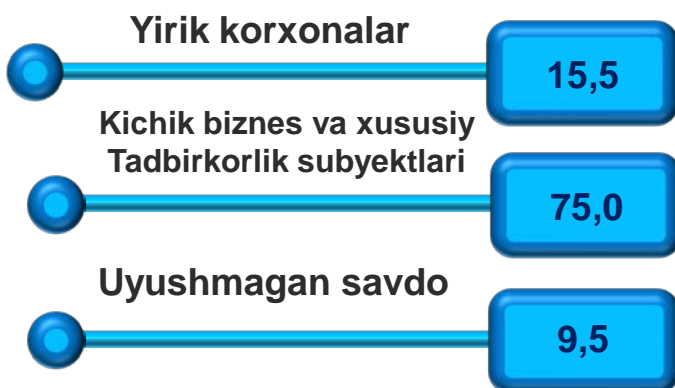 Yirik korxonalar
15,5
Kichik biznes va xususiy
Tadbirkorlik subyektlari
75,0
Uyushmagan savdo
9,5